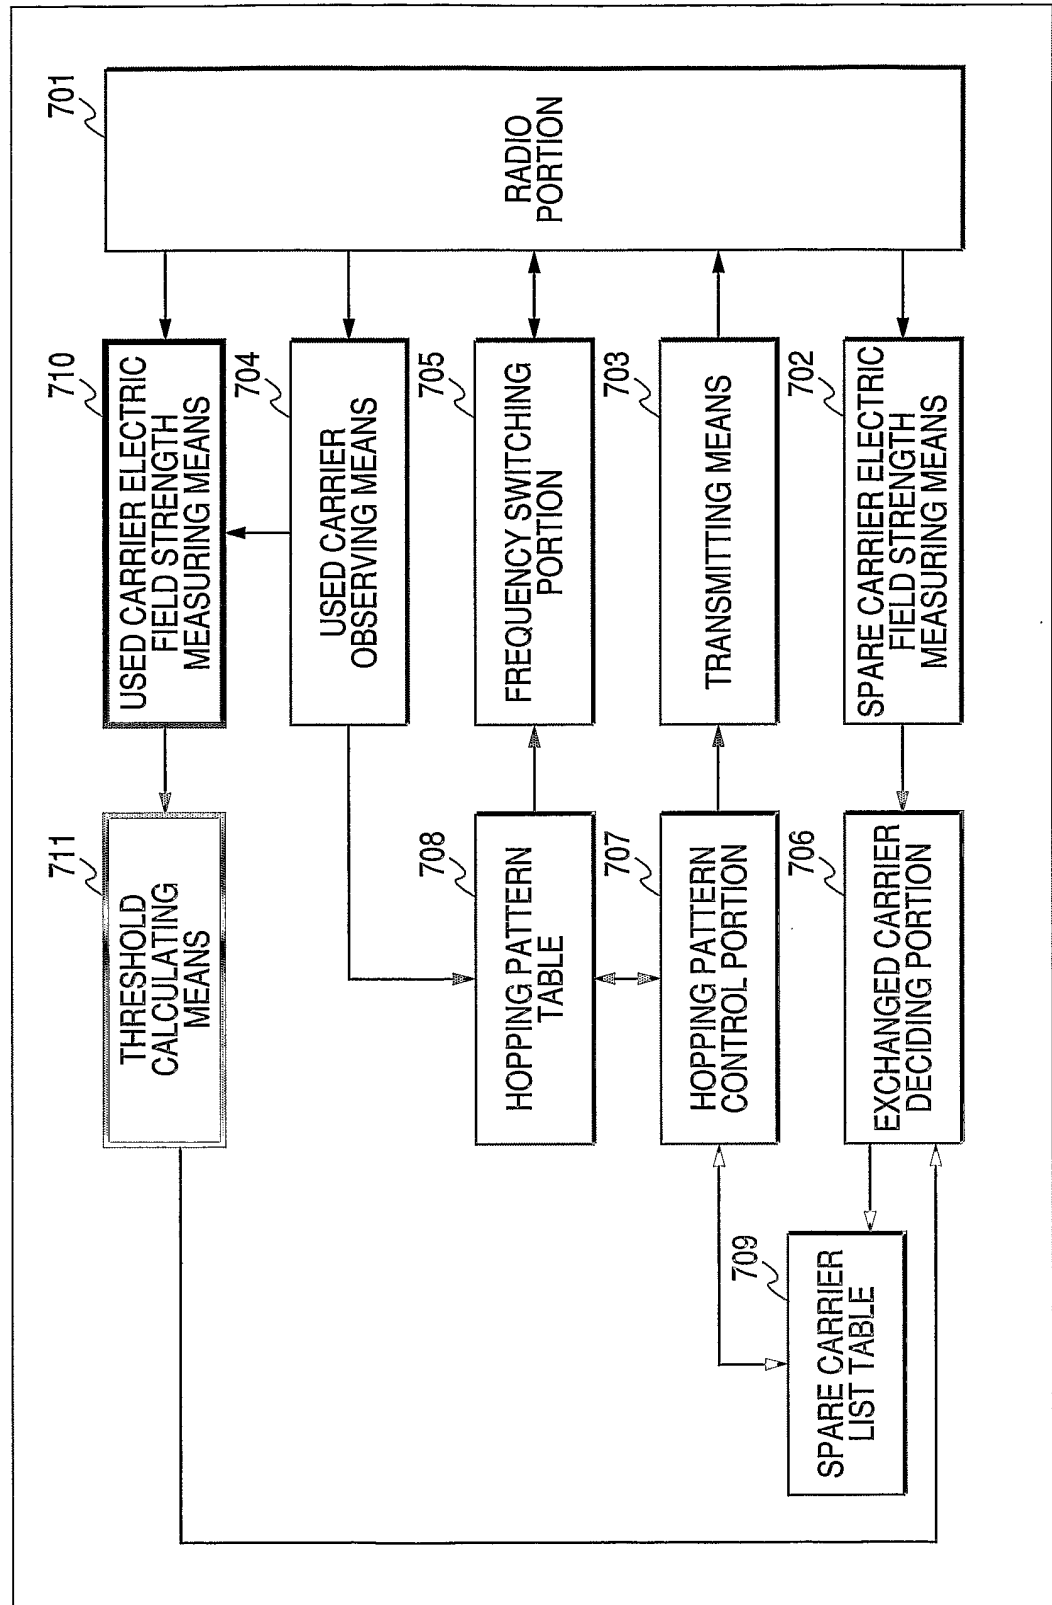 701
RADIO
PORTION
710
USED CARRIER ELECTRIC
FIELD STRENGTH
MEASURING MEANS
704
USED CARRIER
OBSERVING MEANS
705
FREQUENCY SWITCHING
PORTION
703
TRANSMITTING MEANS
702
SPARE CARRIER ELECTRIC
FIELD STRENGTH
MEASURING MEANS
711
THRESHOLD
CALCULATING
MEANS
708
HOPPING PATTERN
TABLE
707
HOPPING PATTERN
CONTROL PORTION
706
EXCHANGED CARRIER
DECIDING PORTION
709
SPARE CARRIER
LIST TABLE